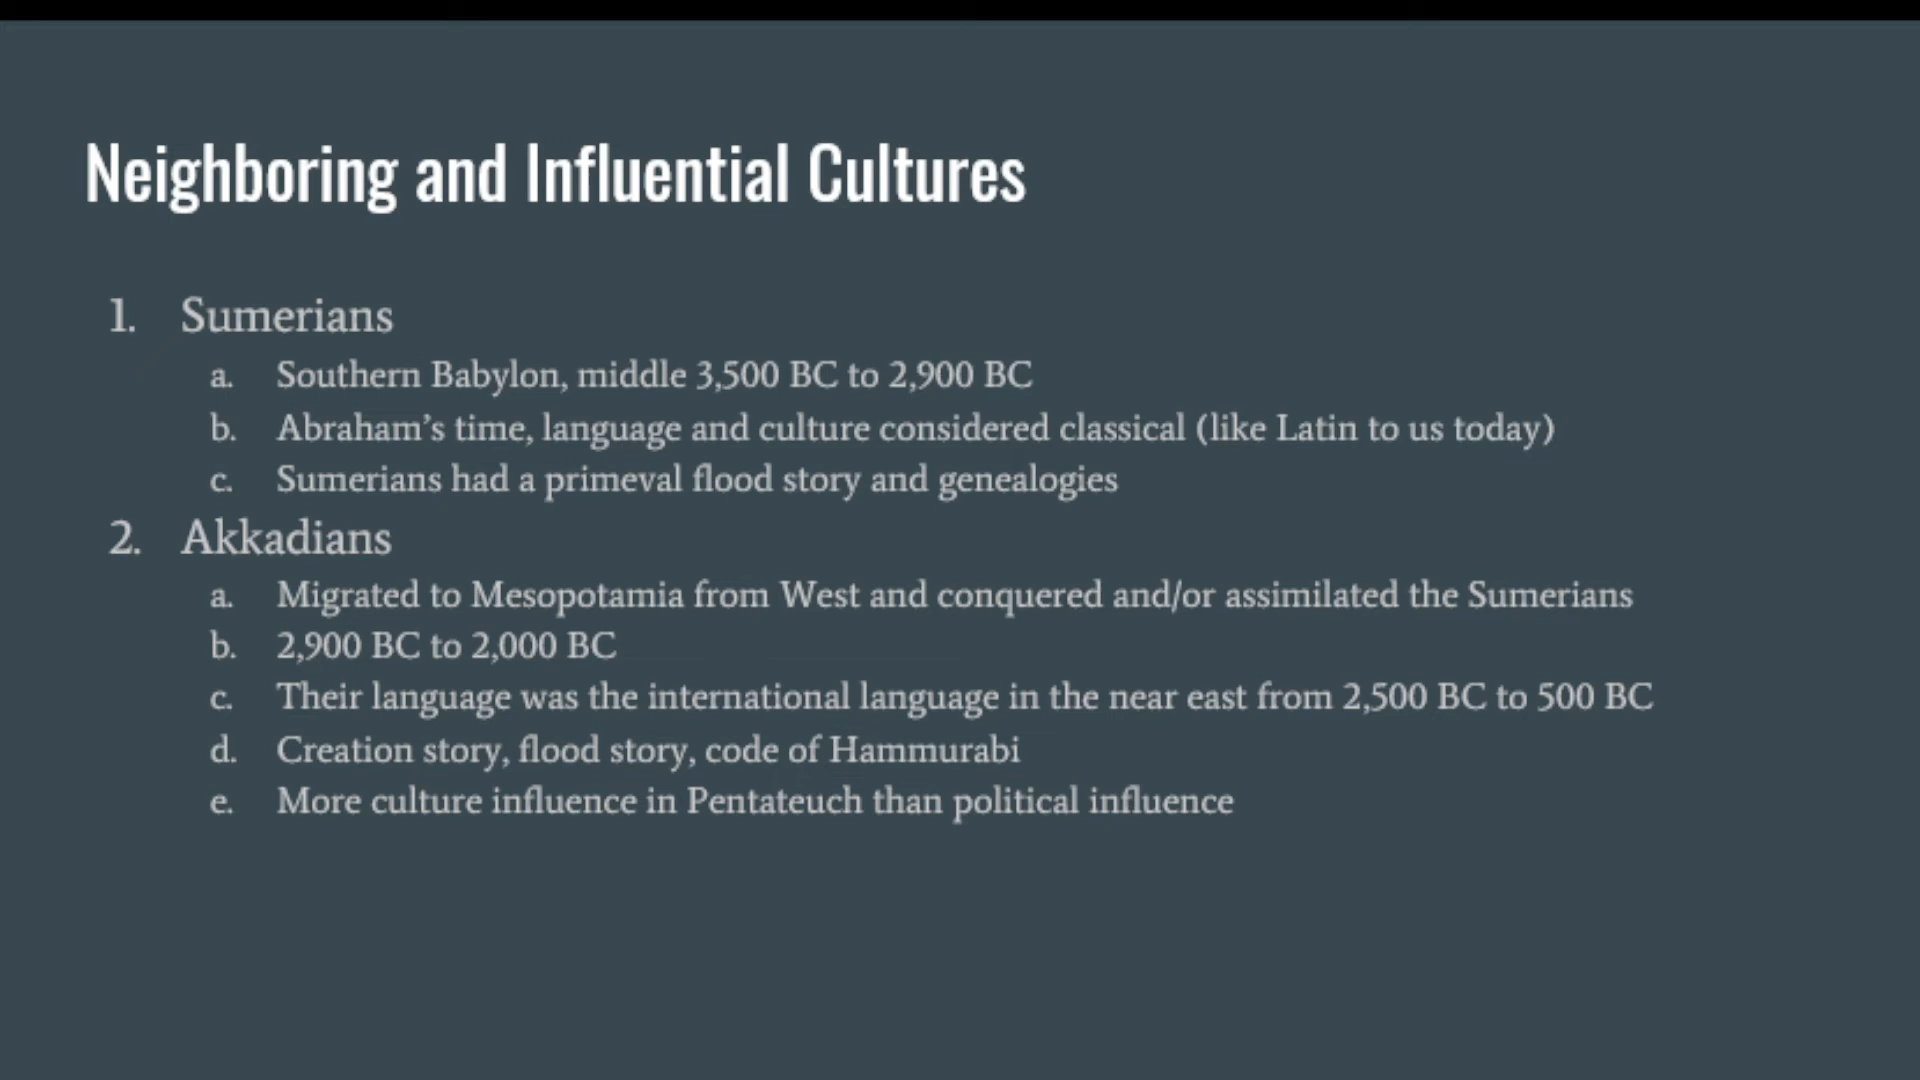 Neighboring and Influential Cultures
1. Sumerians
a. Southern Babylon, middle 3,500 BC to 2,900 BC
b. Abraham's time, language and culture considered classical (like Latin to us today)
c. Sumerians had a primeval flood story and genealogies
2. Akkadians
a. Migrated to Mesopotamia from West and conquered and/or assimilated the Sumerians
b. 2,900 BC to 2,000 BC
c. Their language was the international language in the near east from 2,500 BC to 500 BC
d. Creation story, flood story, code of Hammurabi
e. More culture influence in Pentateuch than political influence